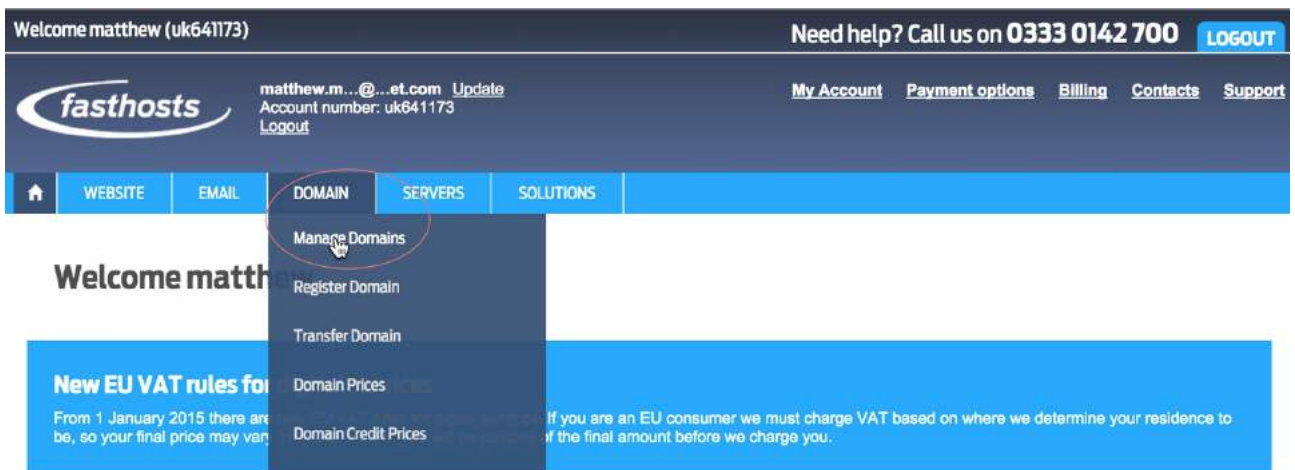 Welcome matthew (uk641173)
Need help? Call us on 0333 0142 700 LOGOUT
fasthosts
matthew.m...@...et.com Update
Account number: uk641173
Logout
My Account Payment options Billing Contacts Support
WEBSITE EMAIL DOMAIN SERVERS SOLUTIONS
Manage Domains
Register Domain
Transfer Domain
Domain Prices
Domain Credit Prices
Welcome matth
New EU VAT rules for
From 1 January 2015 there are If you are an EU consumer we must charge VAT based on where we determine your residence to
be, so your final price may vary of the final amount before we charge you.